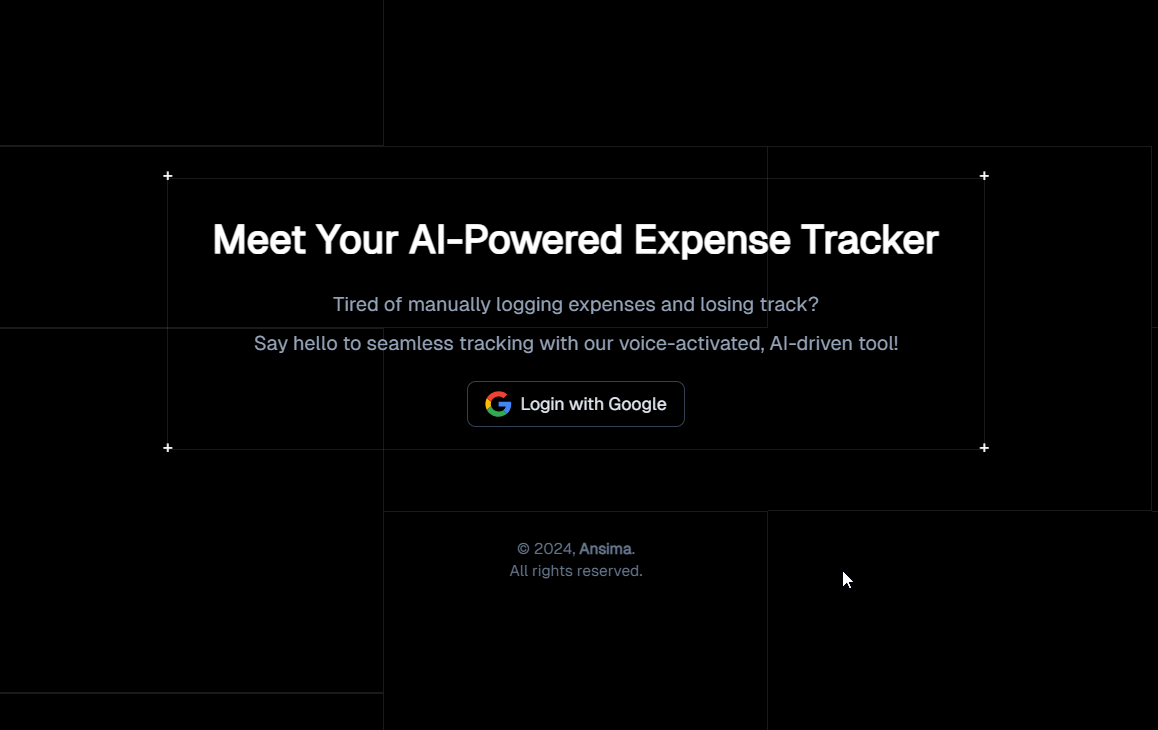 Meet Your AI-Powered Expense Tracker
Tired of manually logging expenses and losing track?
Say hello to seamless tracking with our voice-activated, AI-driven tool!
Login with Google
© 2024, Ansima.
All rights reserved.